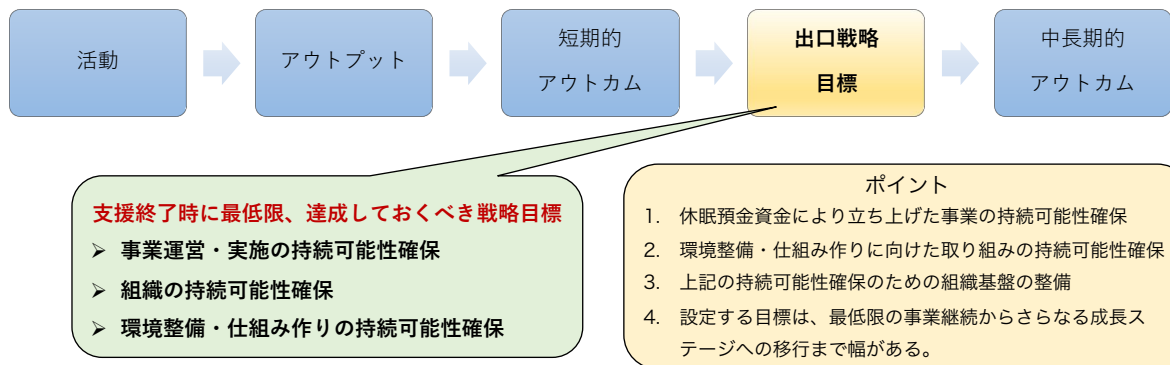 活動
アウトプット
短期的
アウトカム
出口戦略
目標
中長期的
アウトカム
支援終了時に最低限、達成しておくべき戦略目標
➢ 事業運営・実施の持続可能性確保
➢ 組織の持続可能性確保
➢ 環境整備・仕組み作りの持続可能性確保
ポイント
1. 休眠預金資金により立ち上げた事業の持続可能性確保
2. 環境整備・仕組み作りに向けた取り組みの持続可能性確保
3. 上記の持続可能性確保のための組織基盤の整備
4. 設定する目標は、最低限の事業継続からさらなる成長ス
テージへの移行まで幅がある。